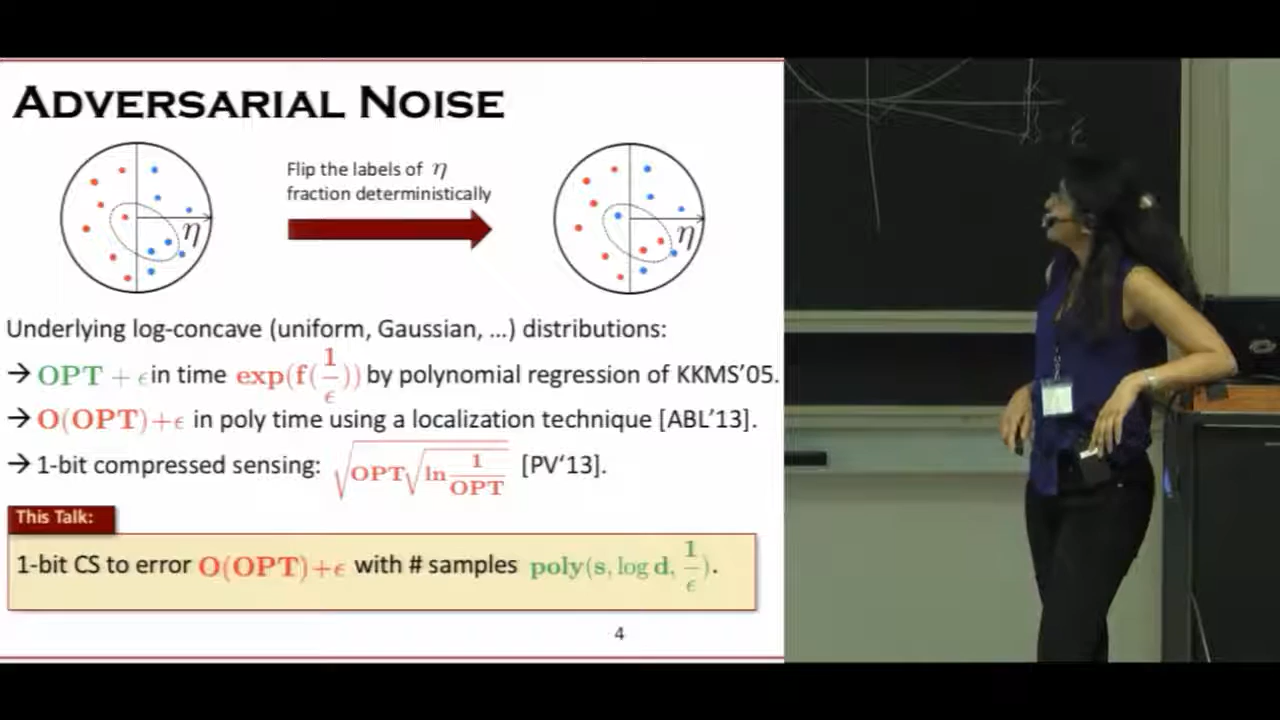 ADVERSARIAL NOISE
Flip the labels of η
fraction deterministically
η
η
Underlying log-concave (uniform, Gaussian, ...) distributions:
→ OPT + ϵ in time exp(f(1/ϵ)) by polynomial regression of KKMS'05.
→ O(OPT)+ϵ in poly time using a localization technique [ABL'13].
→ 1-bit compressed sensing: √(OPT√(ln 1/OPT)) [PV'13].
This Talk:
1-bit CS to error O(OPT)+ϵ with # samples poly(s, log d, 1/ϵ).
4